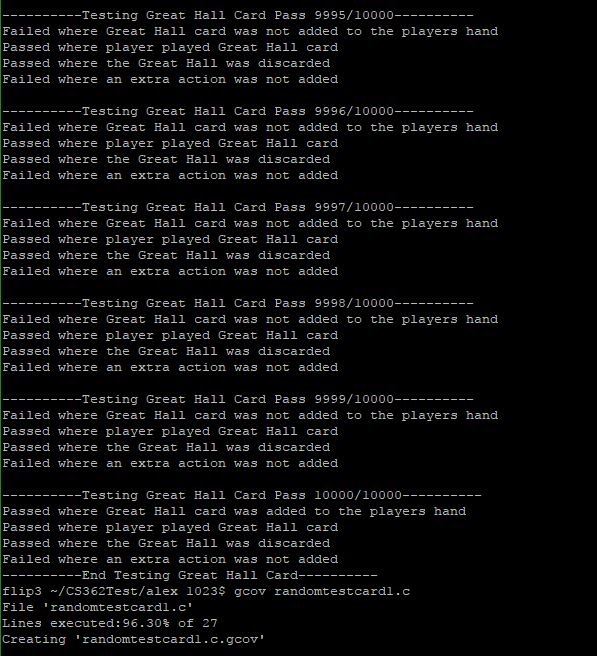 ----------Testing Great Hall Card Pass 9995/10000----------
Failed where Great Hall card was not added to the players hand
Passed where player played Great Hall card
Passed where the Great Hall was discarded
Failed where an extra action was not added
----------Testing Great Hall Card Pass 9996/10000----------
Failed where Great Hall card was not added to the players hand
Passed where player played Great Hall card
Passed where the Great Hall was discarded
Failed where an extra action was not added
----------Testing Great Hall Card Pass 9997/10000----------
Failed where Great Hall card was not added to the players hand
Passed where player played Great Hall card
Passed where the Great Hall was discarded
Failed where an extra action was not added
----------Testing Great Hall Card Pass 9998/10000----------
Failed where Great Hall card was not added to the players hand
Passed where player played Great Hall card
Passed where the Great Hall was discarded
Failed where an extra action was not added
----------Testing Great Hall Card Pass 9999/10000----------
Failed where Great Hall card was not added to the players hand
Passed where player played Great Hall card
Passed where the Great Hall was discarded
Failed where an extra action was not added
----------Testing Great Hall Card Pass 10000/10000----------
Passed where Great Hall card was added to the players hand
Passed where player played Great Hall card
Passed where the Great Hall was discarded
Failed where an extra action was not added
----------End Testing Great Hall Card----------
flip3 ~/CS362Test/alex 1023$ gcov randomtestcard1.c
File 'randomtestcard1.c'
Lines executed:96.30% of 27
Creating 'randomtestcard1.c.gcov'